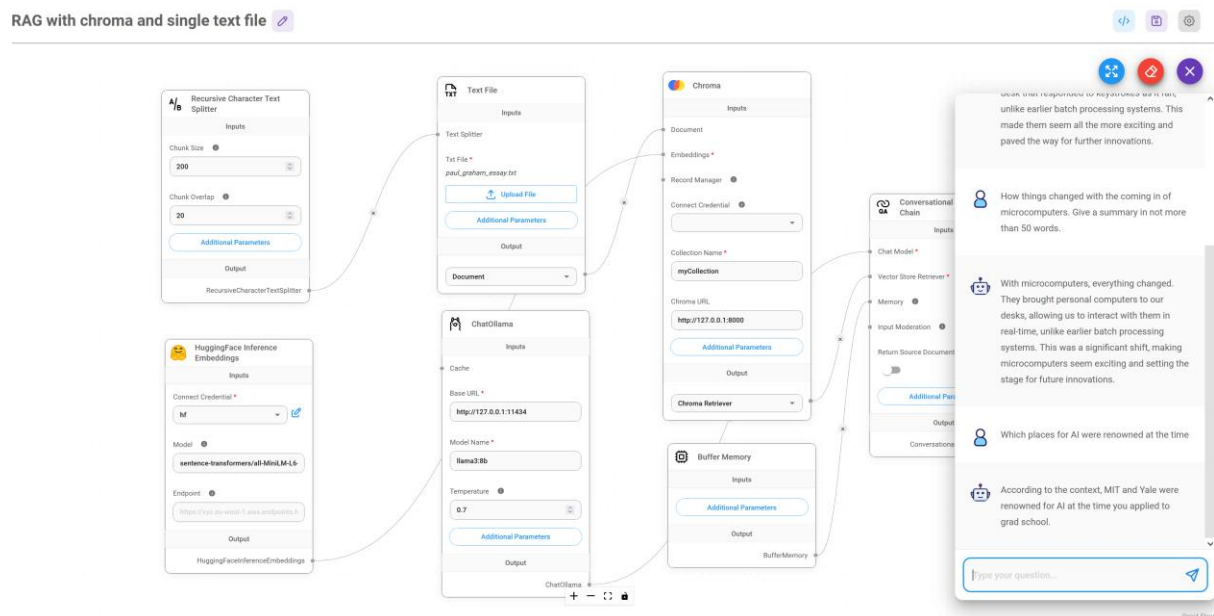 RAG with chroma and single text file
</>
A/B
Recursive Character Text
Splitter
Inputs
Chunk Size
200
Chunk Overlap
20
Additional Parameters
Output
RecursiveCharacterTextSplitter
HuggingFace Inference
Embeddings
Inputs
Connect Credential *
hf
Model
sentence-transformers/all-MiniLM-L6-
Endpoint
Output
HuggingFaceInferenceEmbeddings
TXT
Text File
Inputs
Text Splitter
Txt File *
paul_graham_essay.txt
Upload File
Additional Parameters
Output
Document
ChatOllama
Inputs
Cache
Base URL *
http://127.0.0.1:11434
Model Name *
llama3:8b
Temperature
0.7
Additional Parameters
Output
ChatOllama
Chroma
Inputs
Document
Embeddings *
Record Manager
Connect Credential
Collection Name *
myCollection
Chroma URL
http://127.0.0.1:8000
Additional Parameters
Output
Chroma Retriever
Buffer Memory
Inputs
Additional Parameters
Output
BufferMemory
QA
Conversational
Chain
Inputs
Chat Model *
Vector Store Retriever *
Memory
Input Moderation
Return Source Document
Additional Par
Output
Conversationa
desk that responded to keystrokes as it ran,
unlike earlier batch processing systems. This
made them seem all the more exciting and
paved the way for further innovations.
How things changed with the coming in of
microcomputers. Give a summary in not more
than 50 words.
With microcomputers, everything changed.
They brought personal computers to our
desks, allowing us to interact with them in
real-time, unlike earlier batch processing
systems. This was a significant shift, making
microcomputers seem exciting and setting the
stage for future innovations.
Which places for AI were renowned at the time
According to the context, MIT and Yale were
renowned for AI at the time you applied to
grad school.
Type your question...